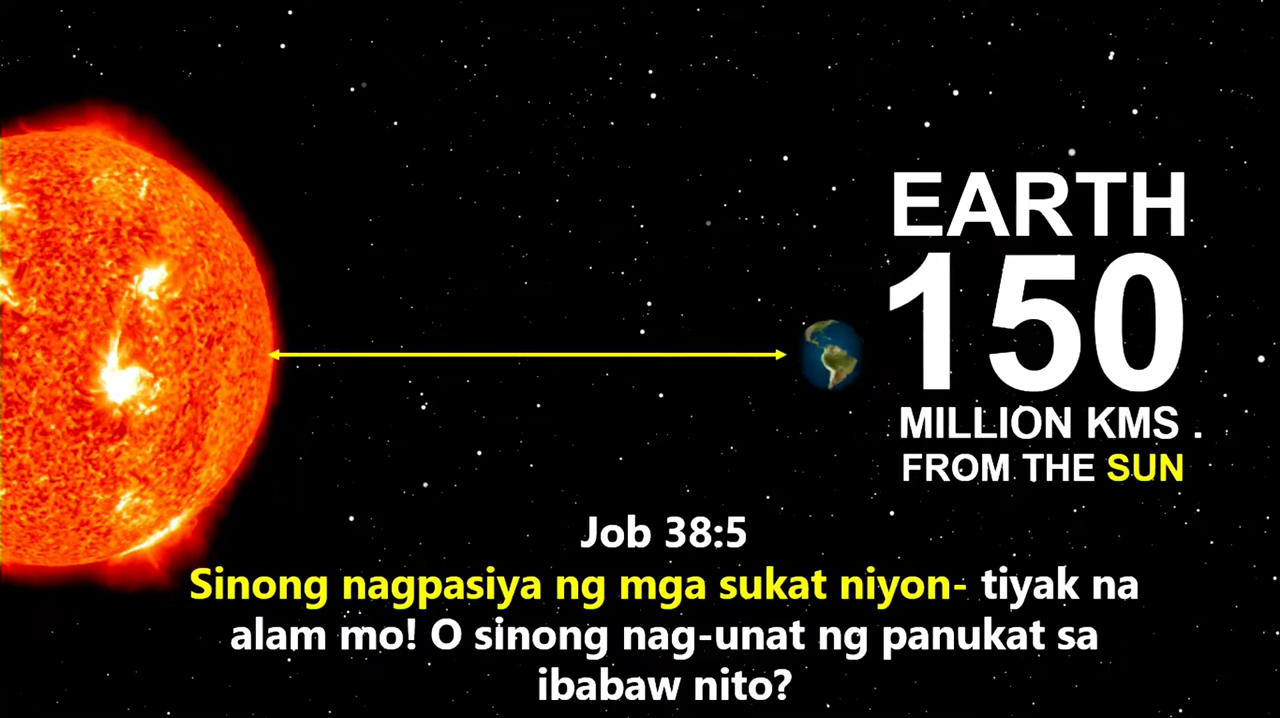 EARTH
150
MILLION KMS .
FROM THE SUN
Job 38:5
Sinong nagpasiya ng mga sukat niyon- tiyak na
alam mo! O sinong nag-unat ng panukat sa
ibabaw nito?